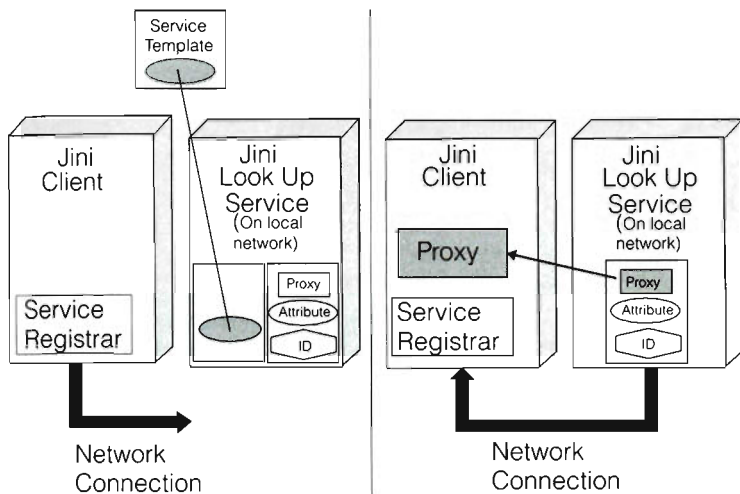 Service
Template
Jini
Client
Service
Registrar
Jini
Look Up
Service
(On local
network)
Proxy
Attribute
ID
Network
Connection
Jini
Client
Proxy
Service
Registrar
Jini
Look Up
Service
(On local
network)
Proxy
Attribute
ID
Network
Connection